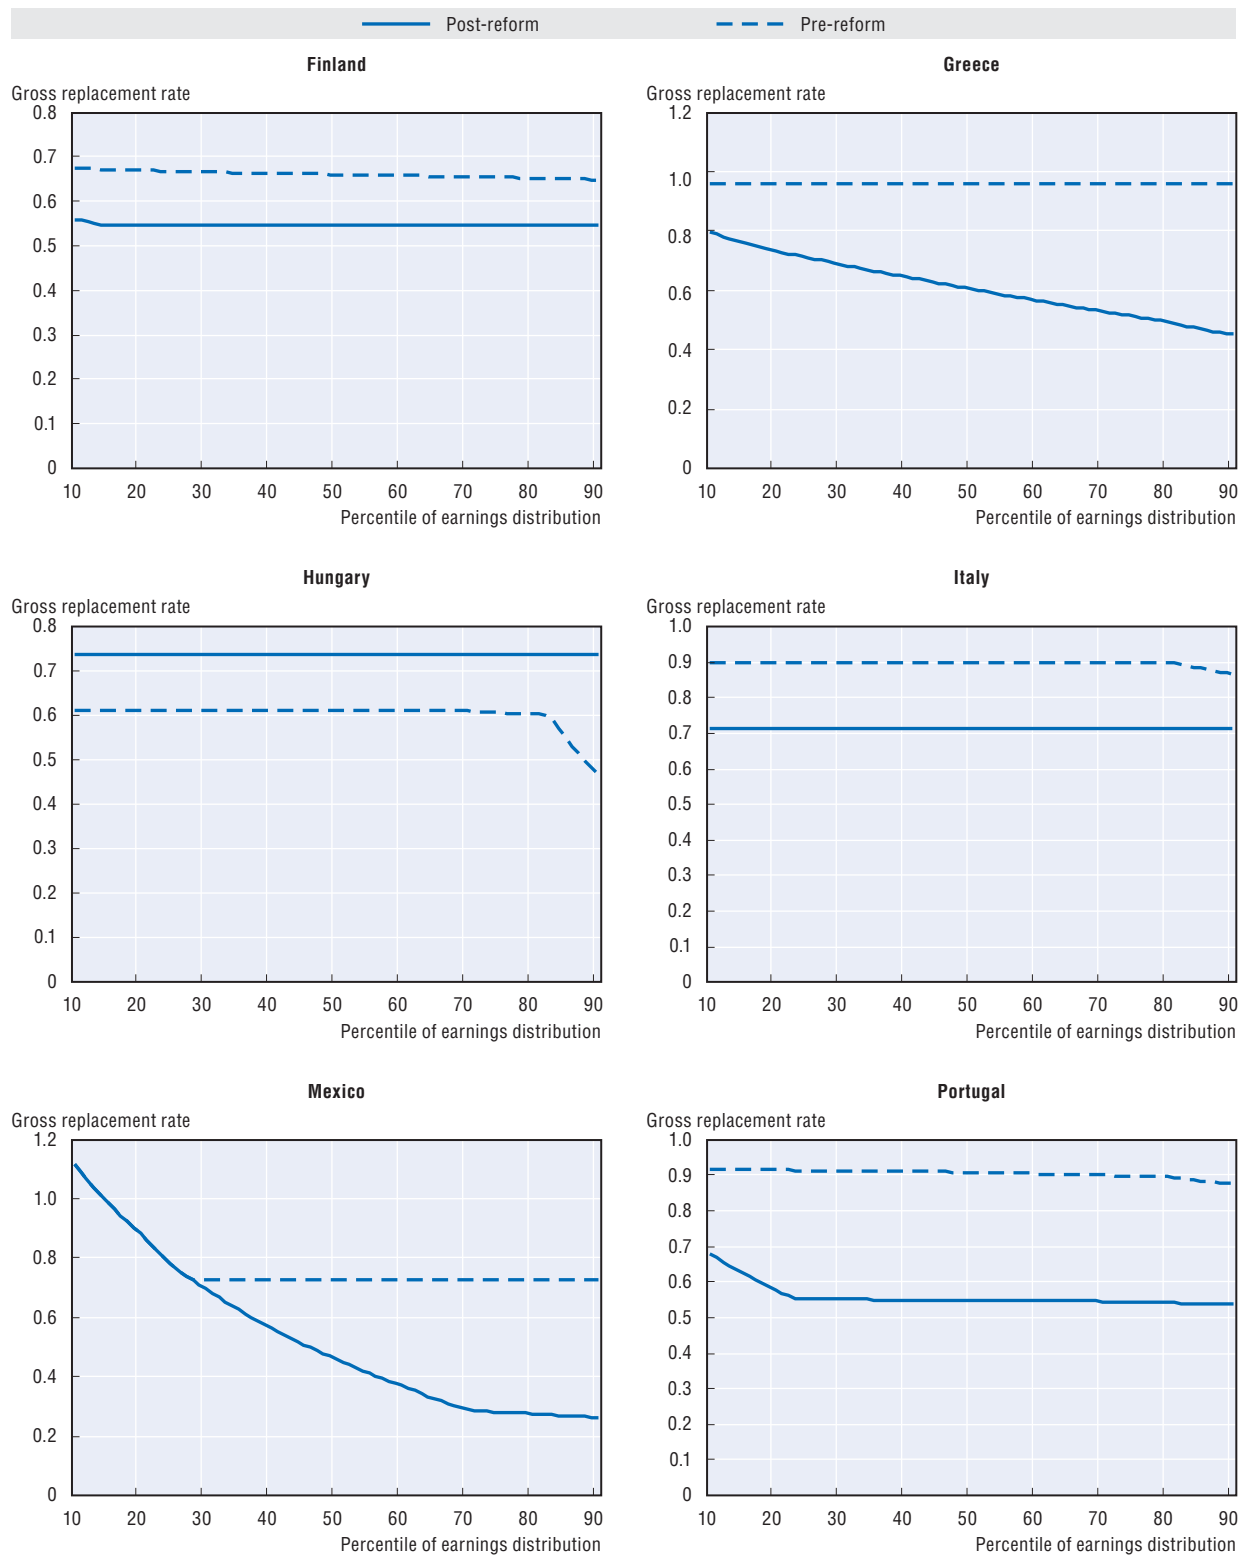 Post-reform Pre-reform
Finland
Gross replacement rate
0.8
0.7
0.6
0.5
0.4
0.3
0.2
0.1
0
10 20 30 40 50 60 70 80 90
Percentile of earnings distribution
Greece
Gross replacement rate
1.2
1.0
0.8
0.6
0.4
0.2
0
10 20 30 40 50 60 70 80 90
Percentile of earnings distribution
Hungary
Gross replacement rate
0.8
0.7
0.6
0.5
0.4
0.3
0.2
0.1
0
10 20 30 40 50 60 70 80 90
Percentile of earnings distribution
Italy
Gross replacement rate
1.0
0.9
0.8
0.7
0.6
0.5
0.4
0.3
0.2
0.1
0
10 20 30 40 50 60 70 80 90
Percentile of earnings distribution
Mexico
Gross replacement rate
1.2
1.0
0.8
0.6
0.4
0.2
0
10 20 30 40 50 60 70 80 90
Percentile of earnings distribution
Portugal
Gross replacement rate
1.0
0.9
0.8
0.7
0.6
0.5
0.4
0.3
0.2
0.1
0
10 20 30 40 50 60 70 80 90
Percentile of earnings distribution